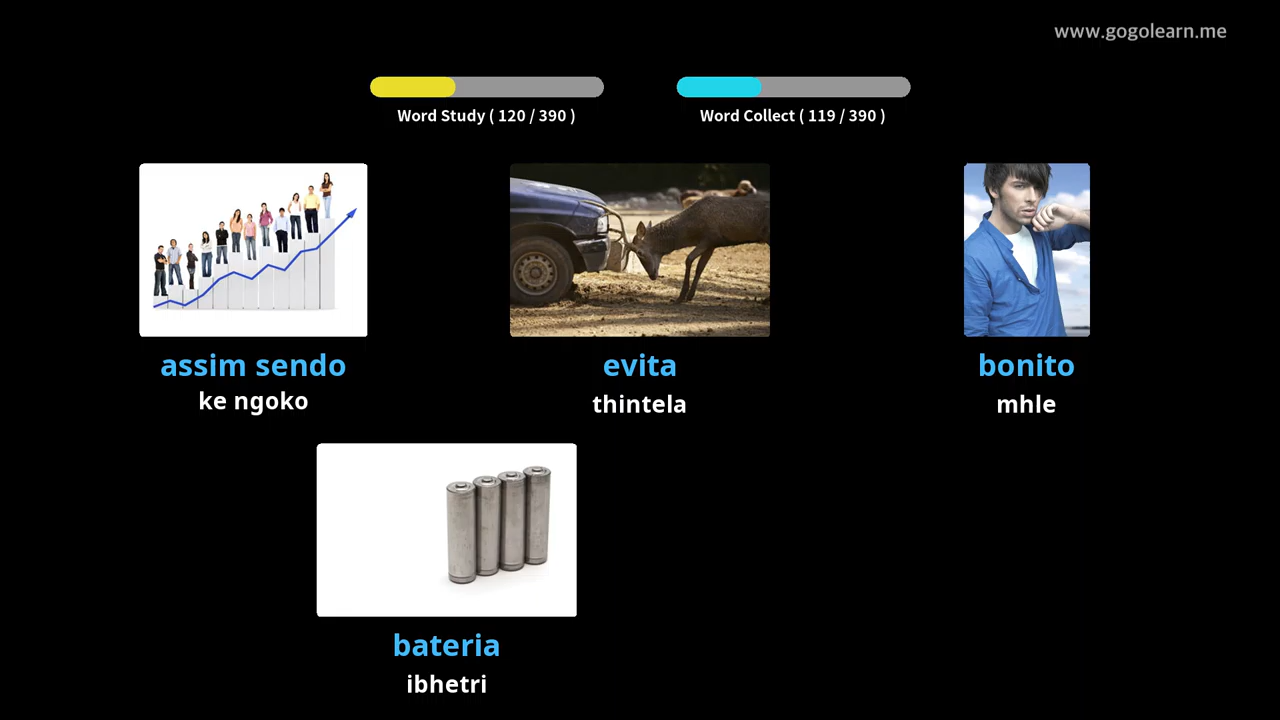 www.gogolearn.me
Word Study ( 120 / 390 )
Word Collect ( 119 / 390 )
assim sendo
ke ngoko
evita
thintela
bonito
mhle
bateria
ibhetri